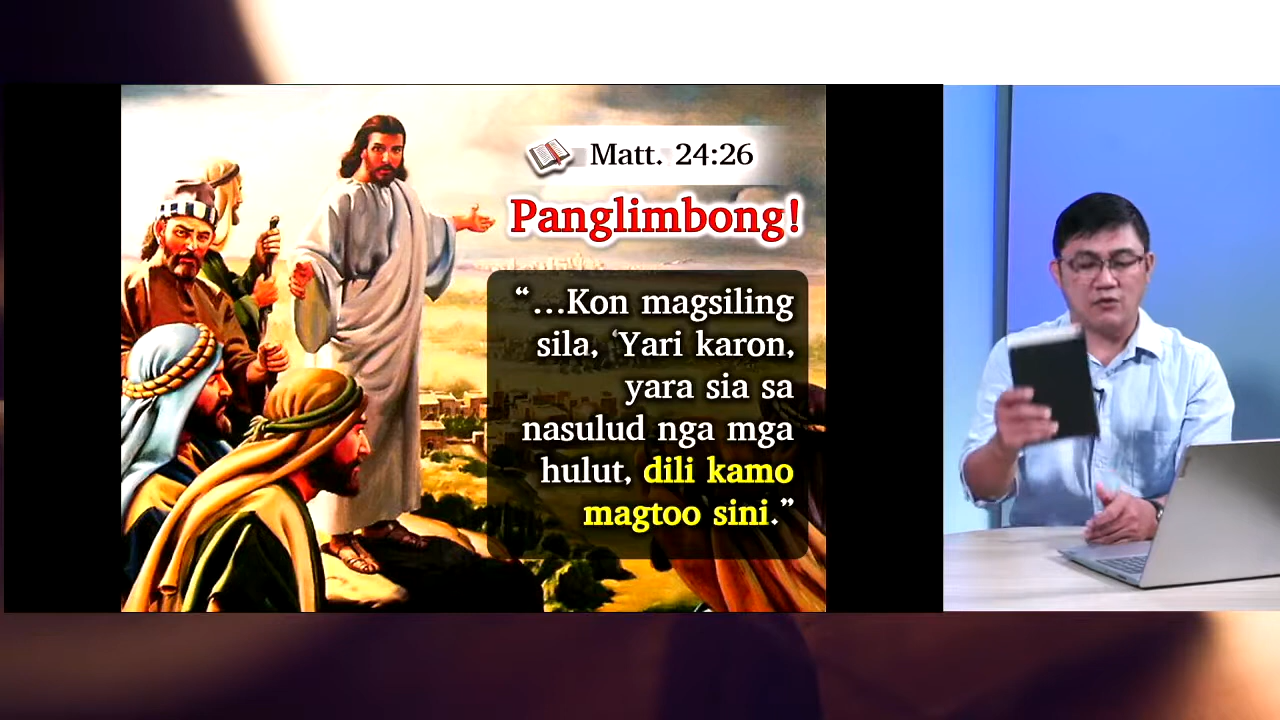 Matt. 24:26
Panglimbong!
“...Kon magsiling
sila, ‘Yari karon,
yara sia sa
nasulud nga mga
hulut, dili kamo
magtoo sini.”